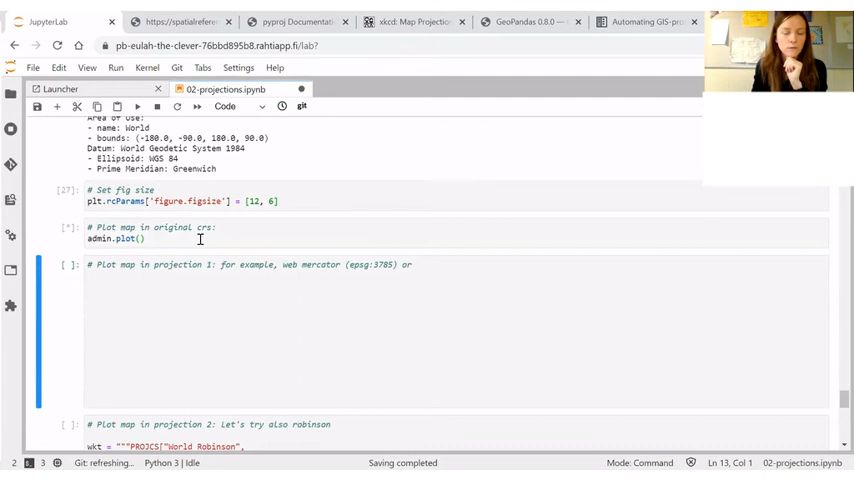 JupyterLab
https://spatialrefere
pyproj Documentation
xkcd: Map Projection
GeoPandas 0.8.0 —
Automating GIS-pro
pb-eulah-the-clever-76bbd895b8.rahtiapp.fi/lab?
File Edit View Run Kernel Git Tabs Settings Help
Launcher
02-projections.ipynb
Code
git
Area of Use:
- name: World
- bounds: (-180.0, -90.0, 180.0, 90.0)
Datum: World Geodetic System 1984
- Ellipsoid: WGS 84
- Prime Meridian: Greenwich
[27]: # Set fig size
plt.rcParams['figure.figsize'] = [12, 6]
[*]: # Plot map in original crs:
admin.plot()
[ ]: # Plot map in projection 1: for example, web mercator (epsg:3785) or
[ ]: # Plot map in projection 2: Let's try also robinson
wkt = """PROJCS["World Robinson",
2 3 Git: refreshing... Python 3 | Idle Saving completed Mode: Command Ln 13, Col 1 02-projections.ipynb